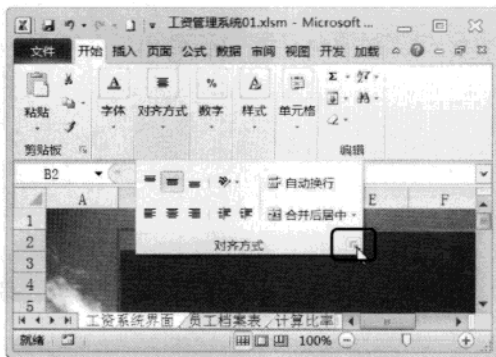 工资管理系统01.xlsm - Microsoft ...
文件 开始 插入 页面 公式 数据 审阅 视图 开发 加载
粘贴 字体 对齐方式 数字 样式 单元格
剪贴板 编辑
B2
自动换行
合并后居中
对齐方式
A E F
1
2
3
4
5
工资系统界面 员工档案表 计算比率
就绪 100%